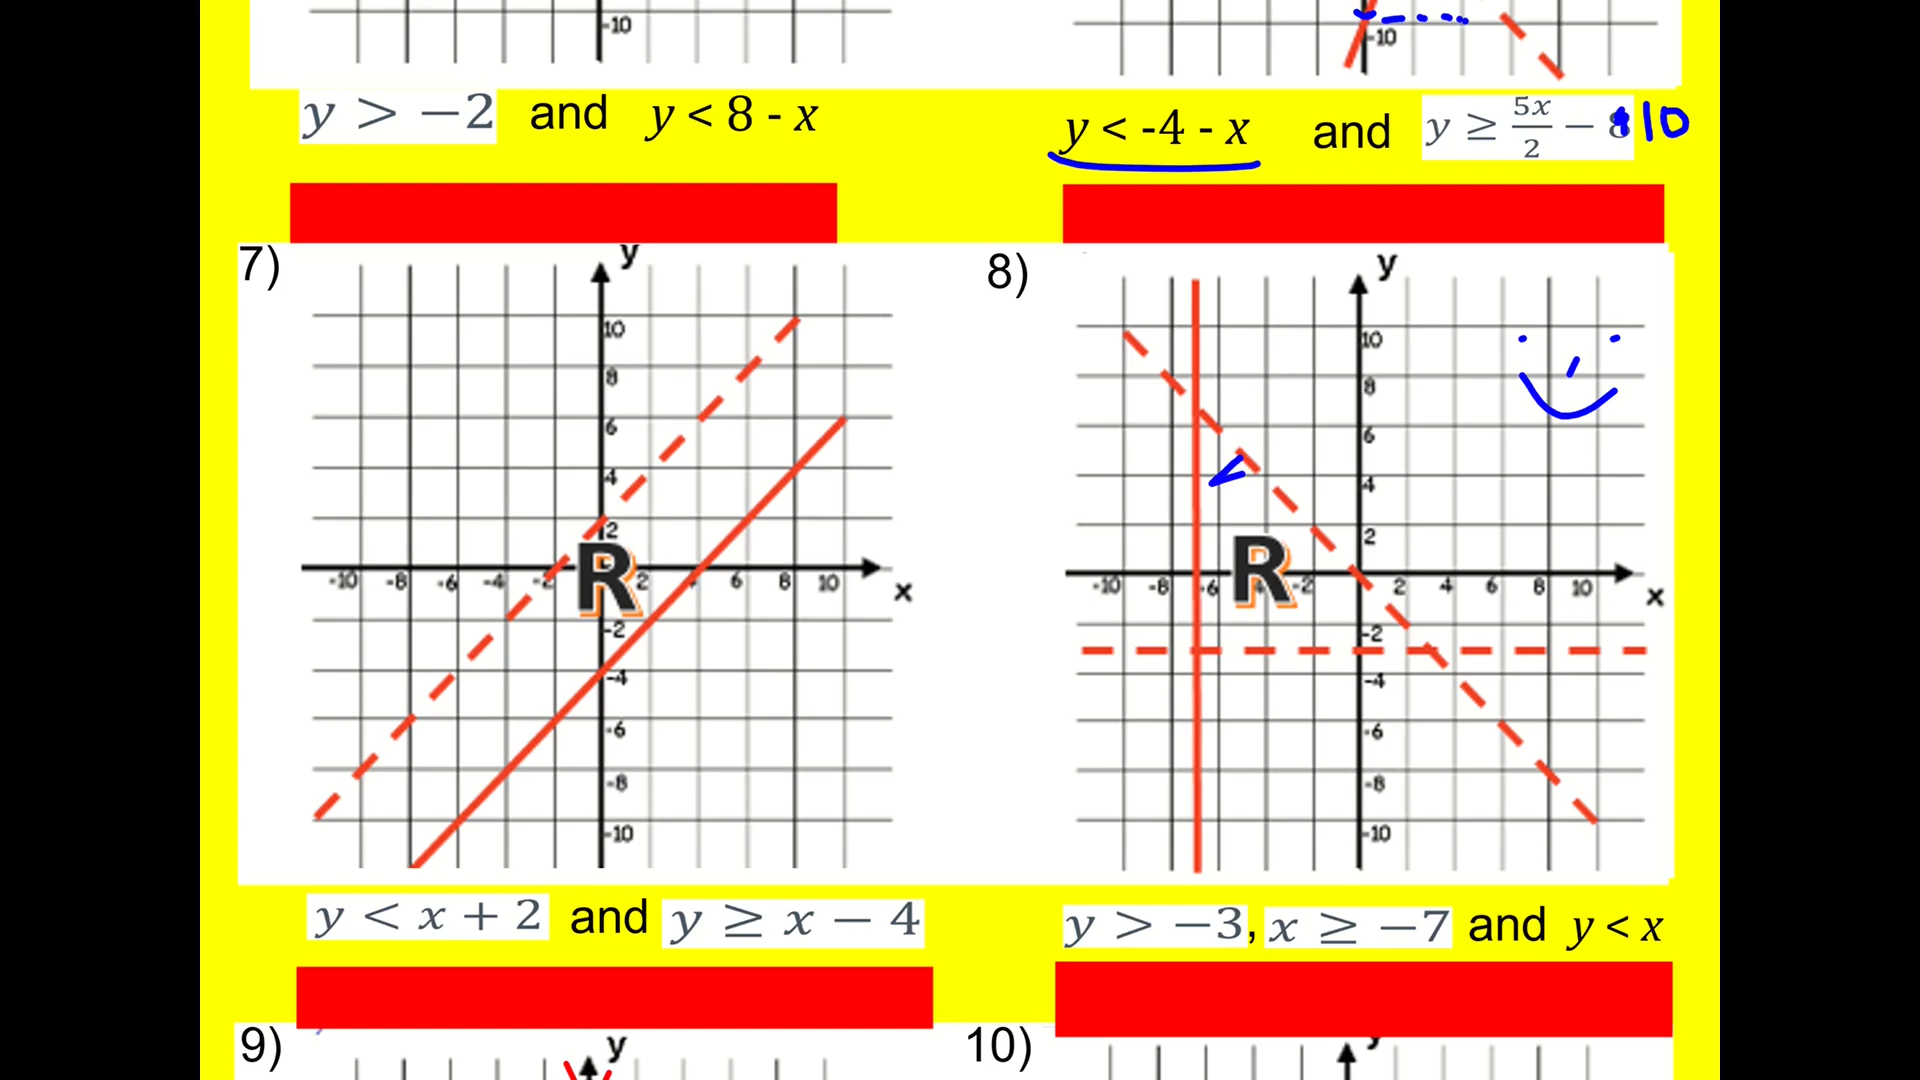 -10
-10
y > −2 and y < 8 - x
y < -4 - x and y ≥ 5x/2 − 10
7)
y
10
8
6
4
2
-10 -8 -6 -4 -2 R 2 6 8 10
x
-2
-4
-6
-8
-10
8)
y
10
8
6
4
2
-10 -8 -6 R -2 2 4 6 8 10
x
-2
-4
-6
-8
-10
y < x + 2 and y ≥ x − 4
y > −3, x ≥ −7 and y < x
9)
y
10)